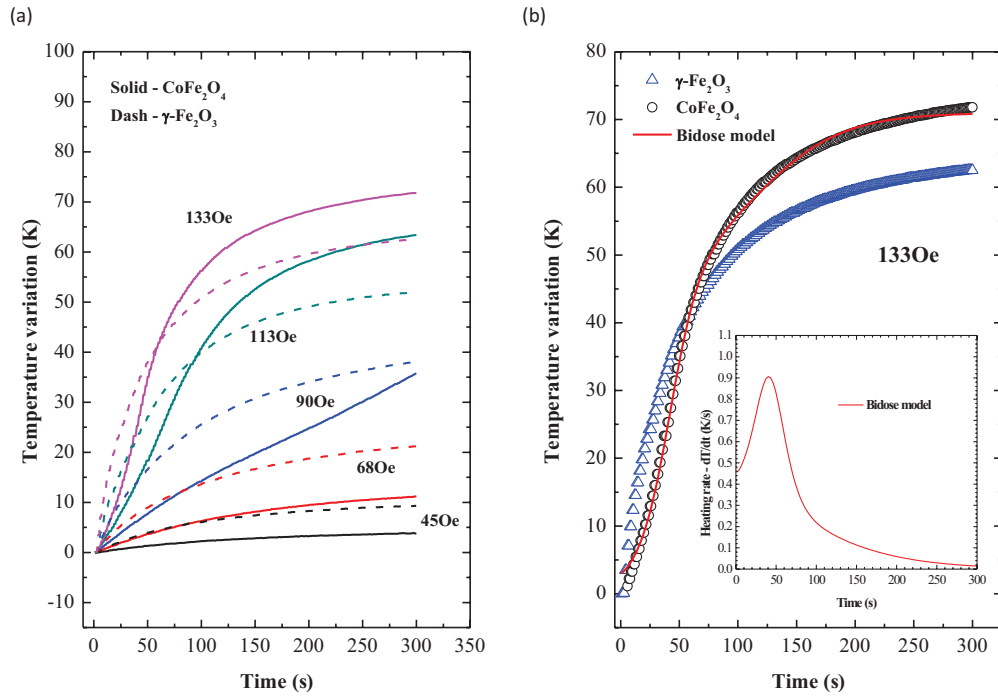 (a)
100
90
80
70
60
50
40
30
20
10
0
-10
Temperature variation (K)
Solid - CoFe₂O₄
Dash - γ-Fe₂O₃
133Oe
113Oe
90Oe
68Oe
45Oe
0 50 100 150 200 250 300 350
Time (s)
(b)
80
70
60
50
40
30
20
10
0
Temperature variation (K)
γ-Fe₂O₃
CoFe₂O₄
Bidose model
133Oe
1.1
1.0
0.9
0.8
0.7
0.6
0.5
0.4
0.3
0.2
0.1
0.0
Heating rate - dT/dt (K/s)
Bidose model
0 50 100 150 200 250 300
Time (s)
0 50 100 150 200 250 300
Time (s)